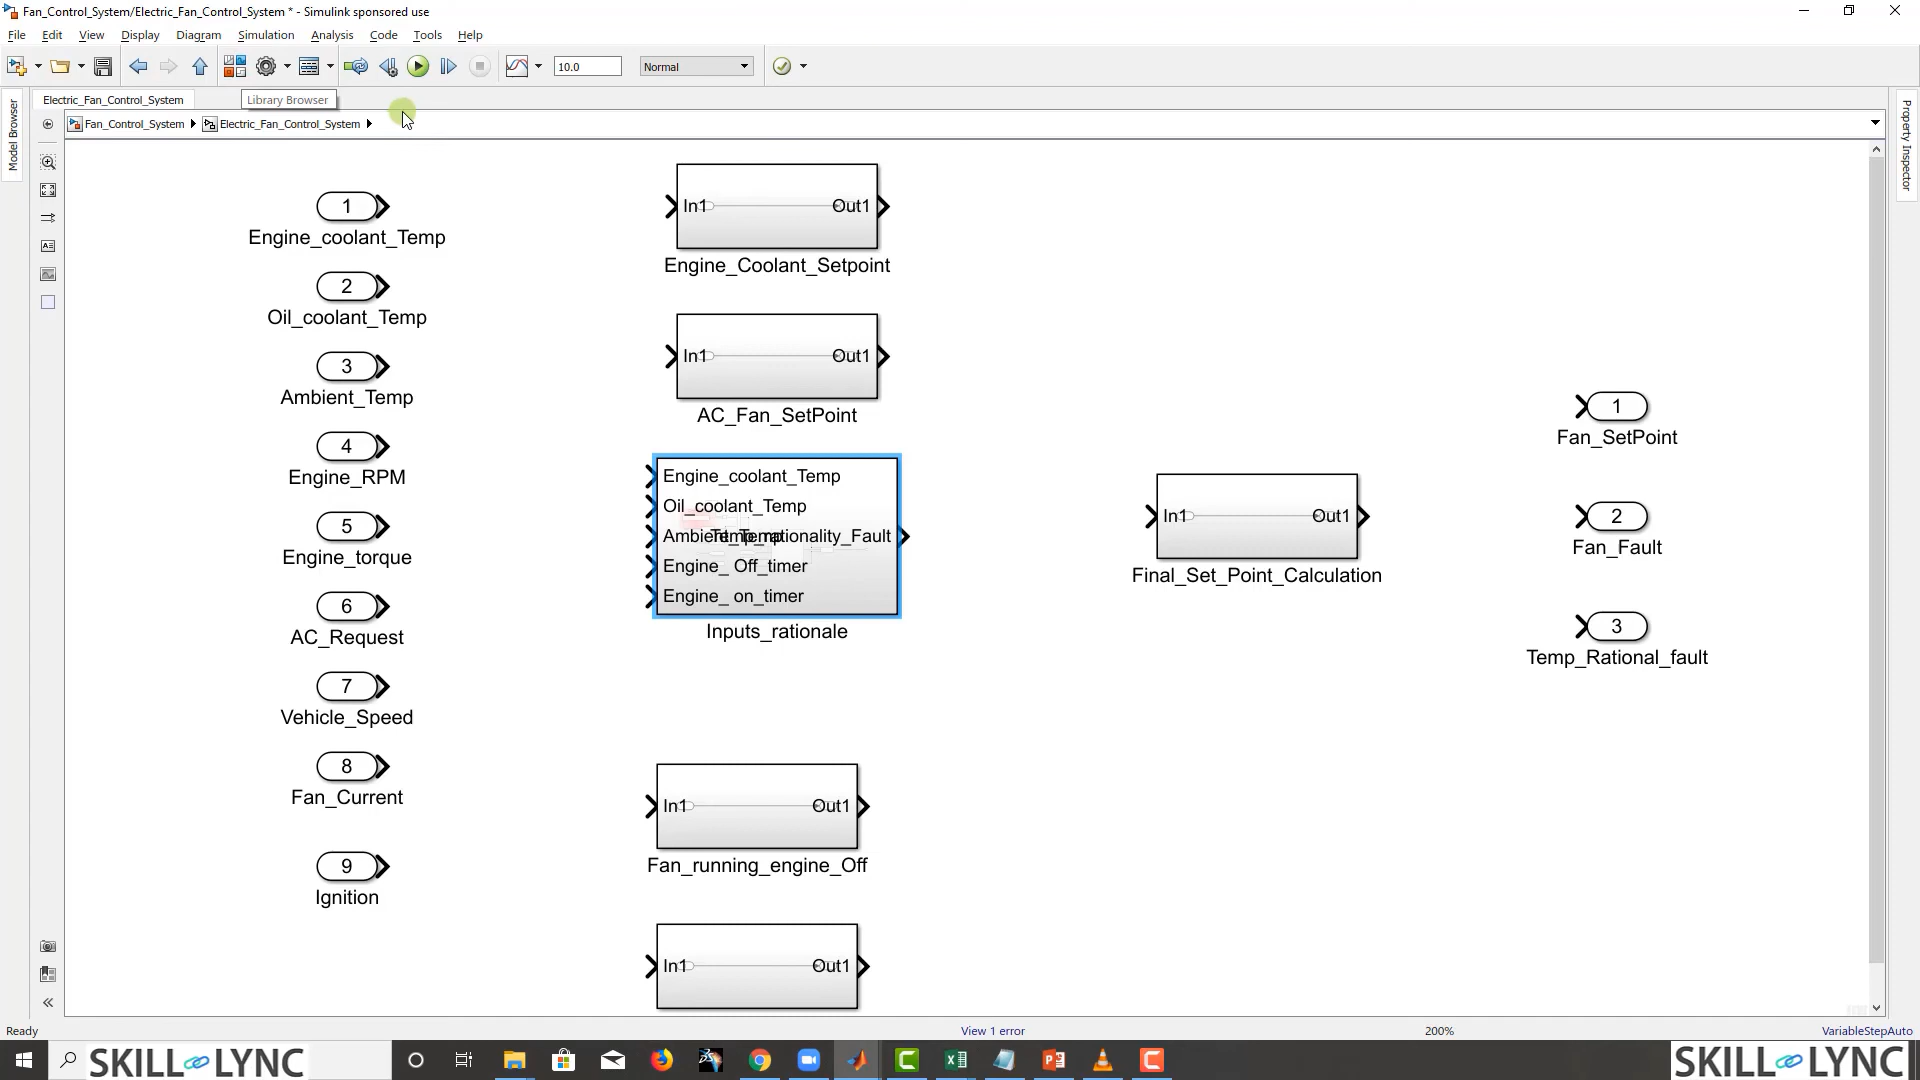 Fan_Control_System/Electric_Fan_Control_System * - Simulink sponsored use
File Edit View Display Diagram Simulation Analysis Code Tools Help
10.0 Normal
Electric_Fan_Control_System
Library Browser
Fan_Control_System Electric_Fan_Control_System
Model Browser
Property Inspector
1
Engine_coolant_Temp
2
Oil_coolant_Temp
3
Ambient_Temp
4
Engine_RPM
5
Engine_torque
6
AC_Request
7
Vehicle_Speed
8
Fan_Current
9
Ignition
In1 Out1
Engine_Coolant_Setpoint
In1 Out1
AC_Fan_SetPoint
Engine_coolant_Temp
Oil_coolant_Temp
Ambient_Temp Temp_rationality_Fault
Engine_ Off_timer
Engine_ on_timer
Inputs_rationale
In1 Out1
Fan_running_engine_Off
In1 Out1
In1 Out1
Final_Set_Point_Calculation
1
Fan_SetPoint
2
Fan_Fault
3
Temp_Rational_fault
Ready View 1 error 200% VariableStepAuto
SKILL LYNC
SKILL LYNC